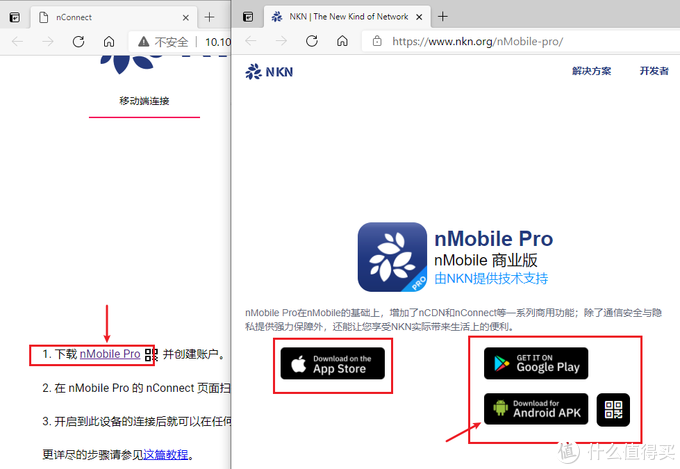 nConnect
不安全
10.10
移动端连接
1. 下载 nMobile Pro 并创建账户。
2. 在 nMobile Pro 的 nConnect 页面扫
3. 开启到此设备的连接后就可以在任何
更详尽的步骤请参见这篇教程。
NKN | The New Kind of Network
https://www.nkn.org/nMobile-pro/
NKN
解决方案
开发者
PRO
nMobile Pro
nMobile 商业版
由NKN提供技术支持
nMobile Pro在nMobile的基础上，增加了nCDN和nConnect等一系列商用功能；除了通信安全与隐
私提供强力保障外，还能让您享受NKN实际带来生活上的便利。
Download on the
App Store
GET IT ON
Google Play
Download for
Android APK
值 什么值得买